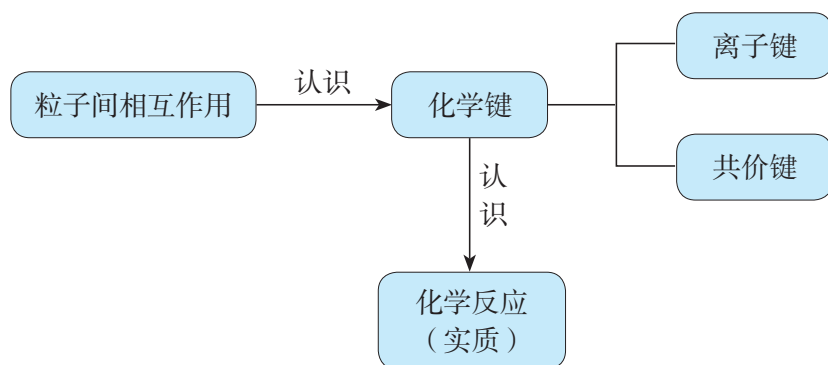 离子键
认识
粒子间相互作用
化学键
共价键
认
识
化学反应
（实质）